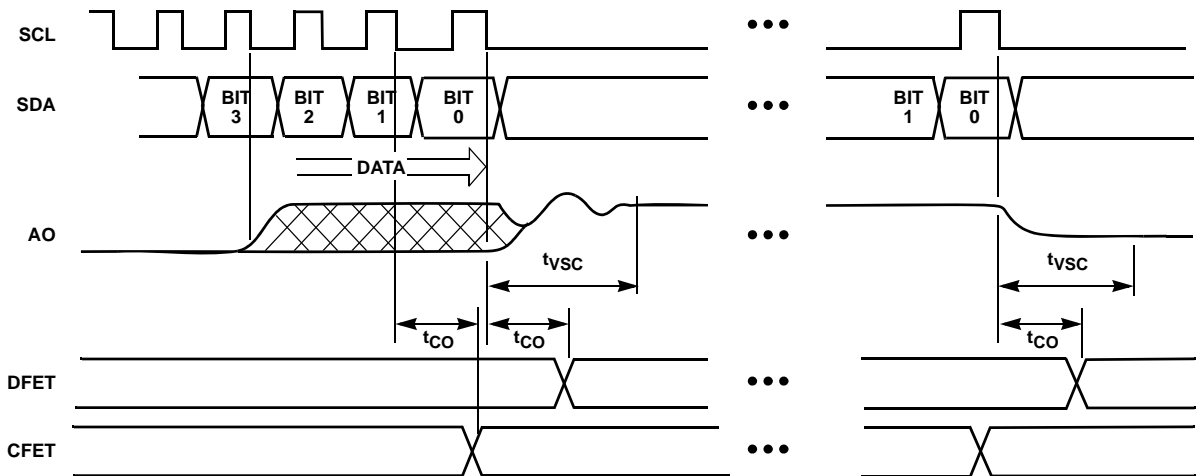 SCL
•••
SDA
BIT 3
BIT 2
BIT 1
BIT 0
•••
BIT 1
BIT 0
DATA
AO
•••
tVSC
tVSC
tCO
tCO
tCO
DFET
•••
CFET
•••